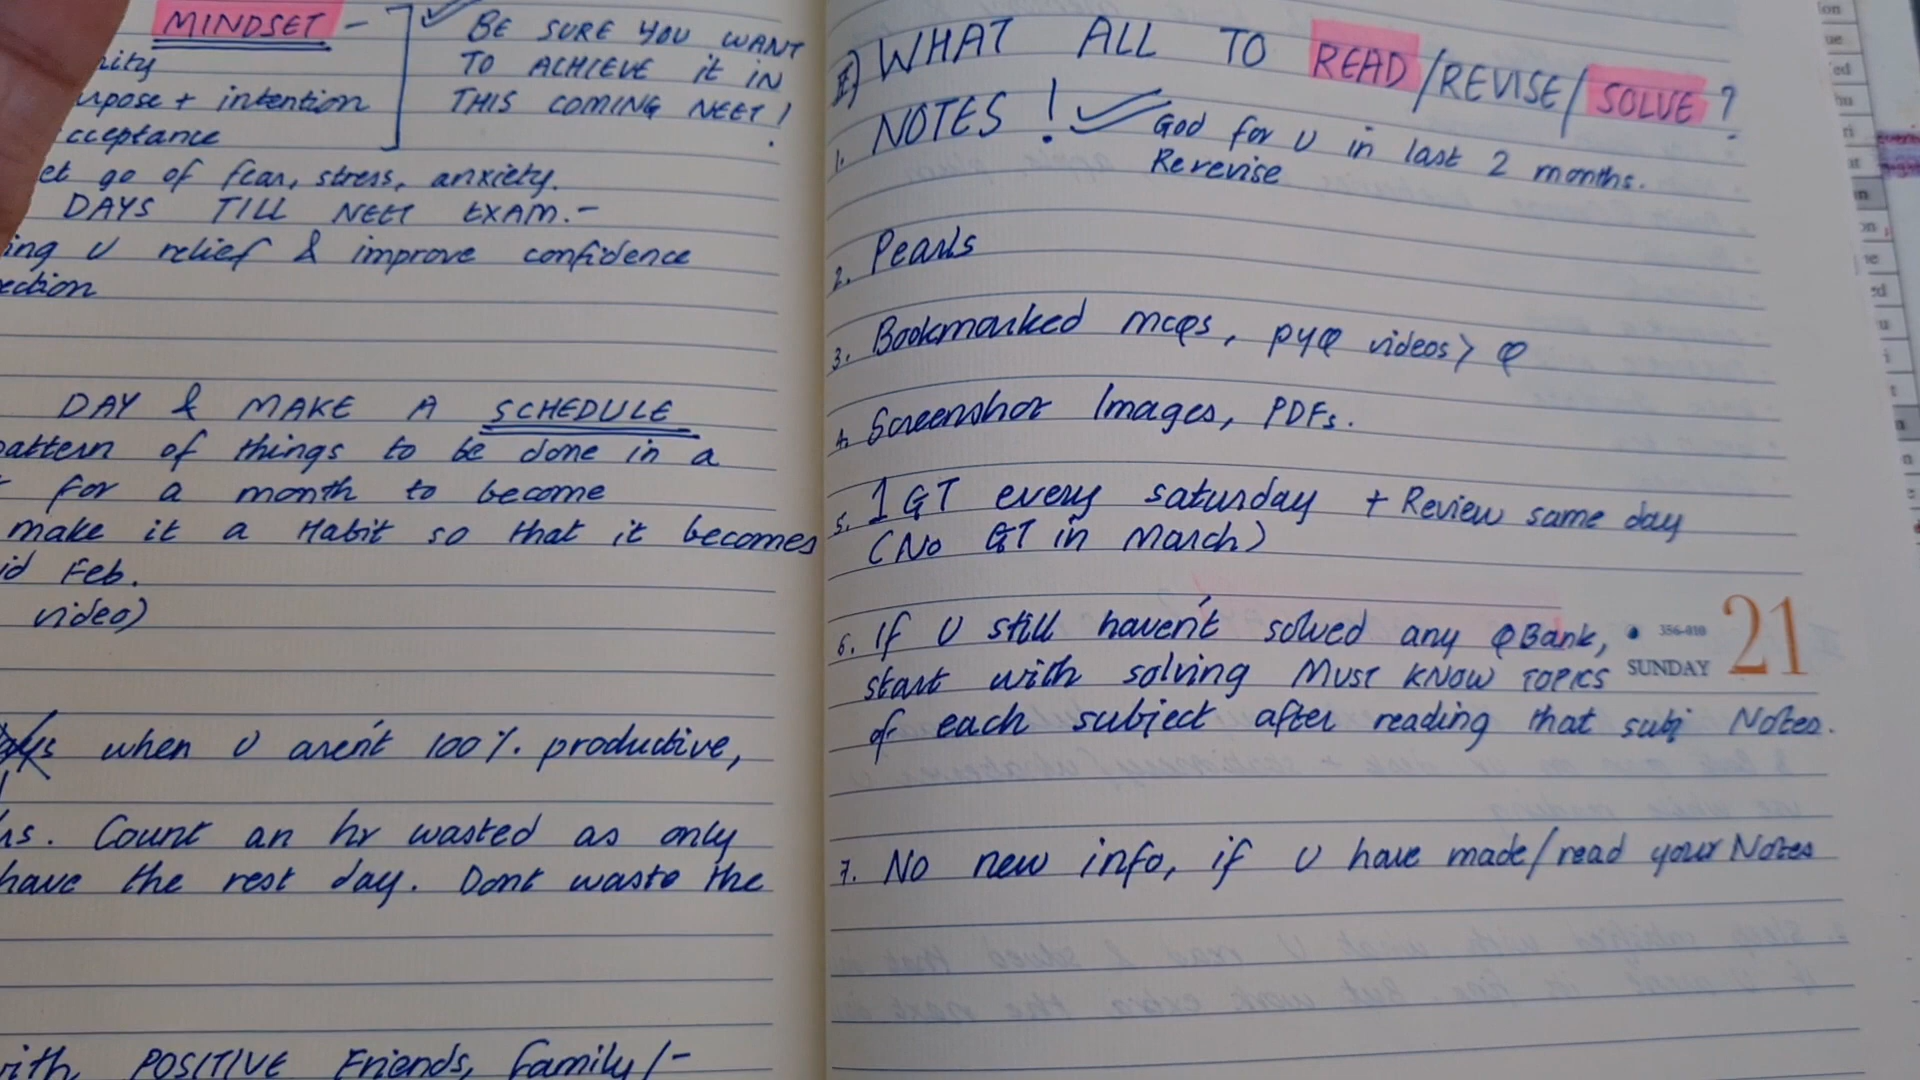 MINDSET -
upose + intention
cceptance
BE SURE YOU WANT
TO ACHIEVE it IN
THIS COMING NEET!
et go of fear, stress, anxiety.
DAYS TILL NEET EXAM. -
ing U relief & improve confidence
ection
DAY & MAKE A SCHEDULE
pattern of things to be done in a
for a month to become
make it a Habit so that it becomes
id Feb.
video)
when U aren't 100% productive,
hs. Count an hr wasted as only
have the rest day. Dont waste the
with POSITIVE Friends, family/-
II) WHAT ALL TO READ/REVISE/SOLVE?
1. NOTES! God for U in last 2 months.
Rerevise
2. Pearls
3. Bookmarked mcqs, pyQ videos > Q
4. Screenshot Images, PDFs.
5. 1 GT every saturday + Review same day
(No GT in March)
6. If U still haven't solved any QBank,
start with solving MUST KNOW TOPICS
of each subject after reading that subj Notes.
356-010
SUNDAY 21
7. No new info, if U have made/read your Notes